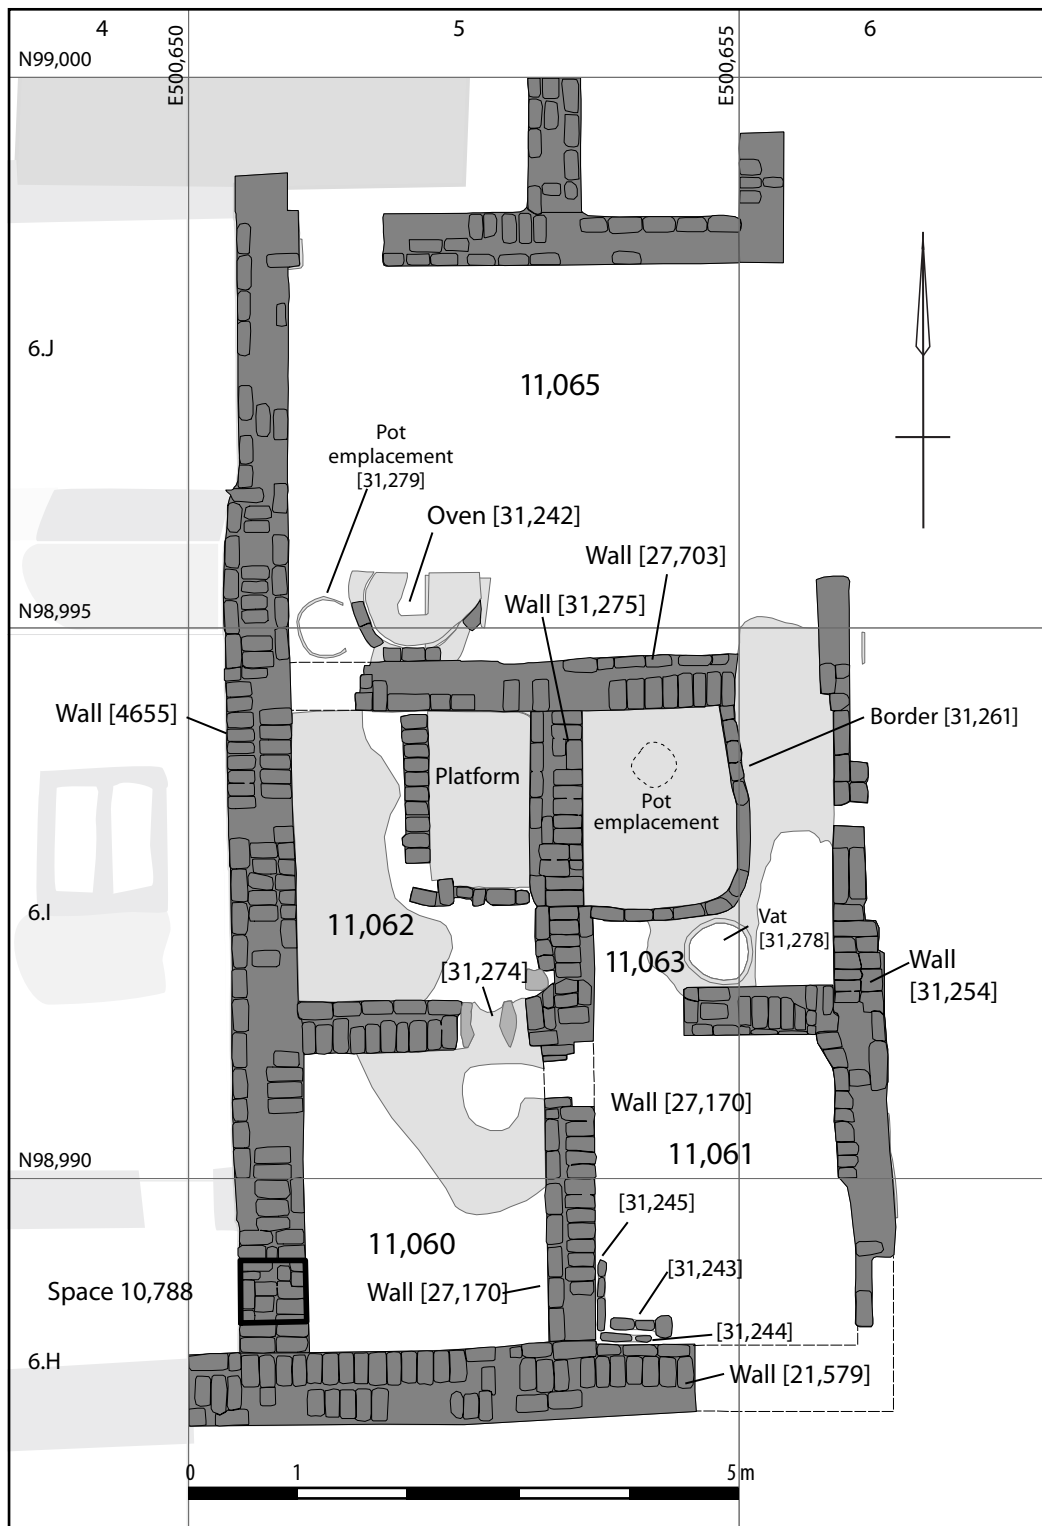 4
5
6
N99,000
E500,650
E500,655
6.J
11,065
Pot
emplacement
[31,279]
Oven [31,242]
Wall [27,703]
Wall [31,275]
N98,995
Wall [4655]
Border [31,261]
Platform
Pot
emplacement
6.I
11,062
Vat
[31,278]
11,063
[31,274]
Wall
[31,254]
Wall [27,170]
11,061
N98,990
[31,245]
11,060
[31,243]
Space 10,788
Wall [27,170]
[31,244]
6.H
Wall [21,579]
0
1
5 m